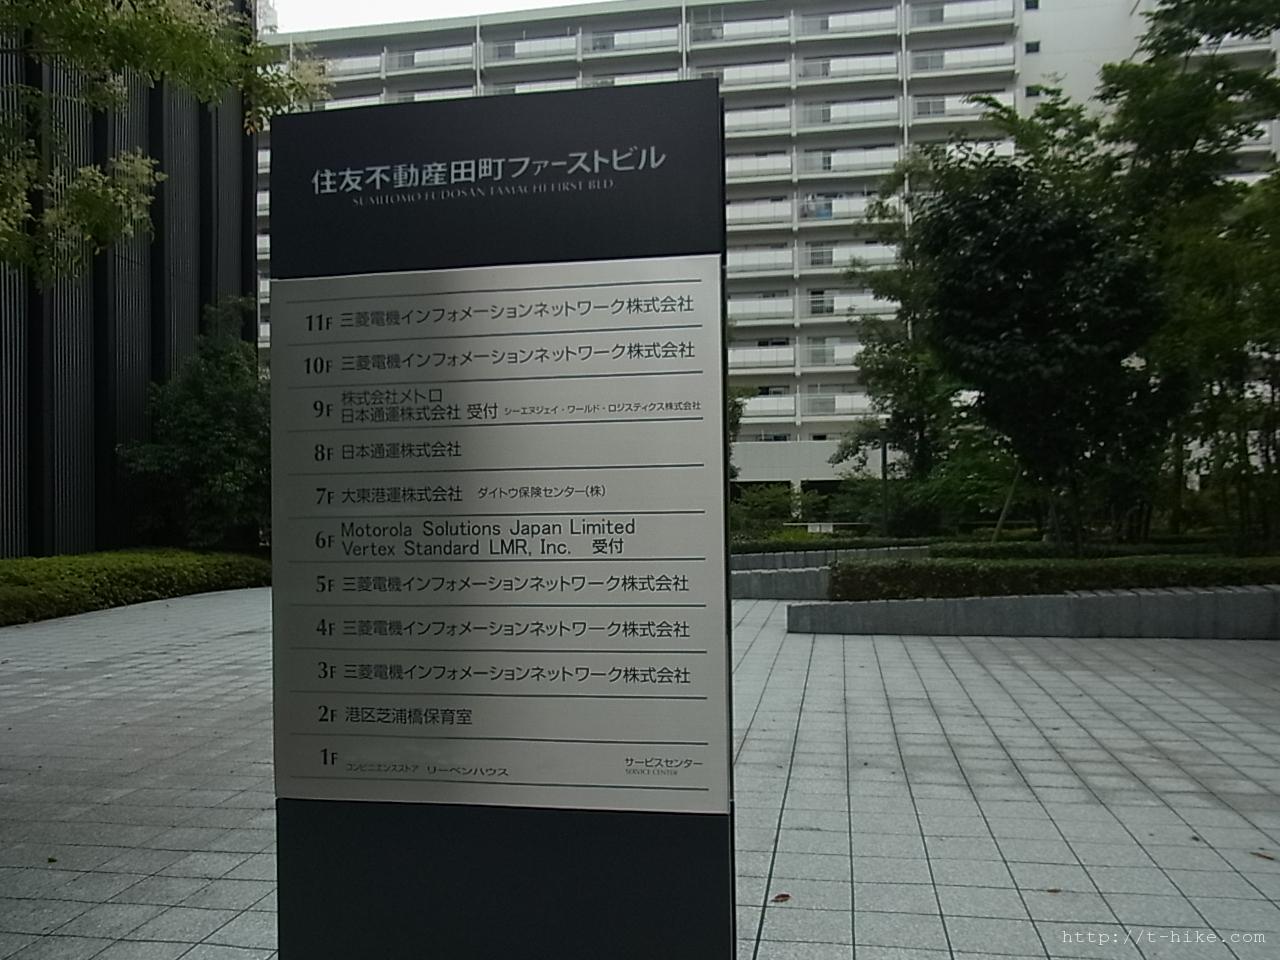 住友不動産田町ファーストビル
SUMITOMO FUDOSAN TAMACHI FIRST BLD.
11F 三菱電機インフォメーションネットワーク株式会社
10F 三菱電機インフォメーションネットワーク株式会社
9F 株式会社メトロ
日本通運株式会社 受付 シーエヌジェイ・ワールド・ロジスティクス株式会社
8F 日本通運株式会社
7F 大東港運株式会社 ダイトウ保険センター(株)
6F Motorola Solutions Japan Limited
Vertex Standard LMR, Inc. 受付
5F 三菱電機インフォメーションネットワーク株式会社
4F 三菱電機インフォメーションネットワーク株式会社
3F 三菱電機インフォメーションネットワーク株式会社
2F 港区芝浦橋保育室
1F コンビニエンスストア リーベンハウス サービスセンター
SERVICE CENTER
http://t-hike.com